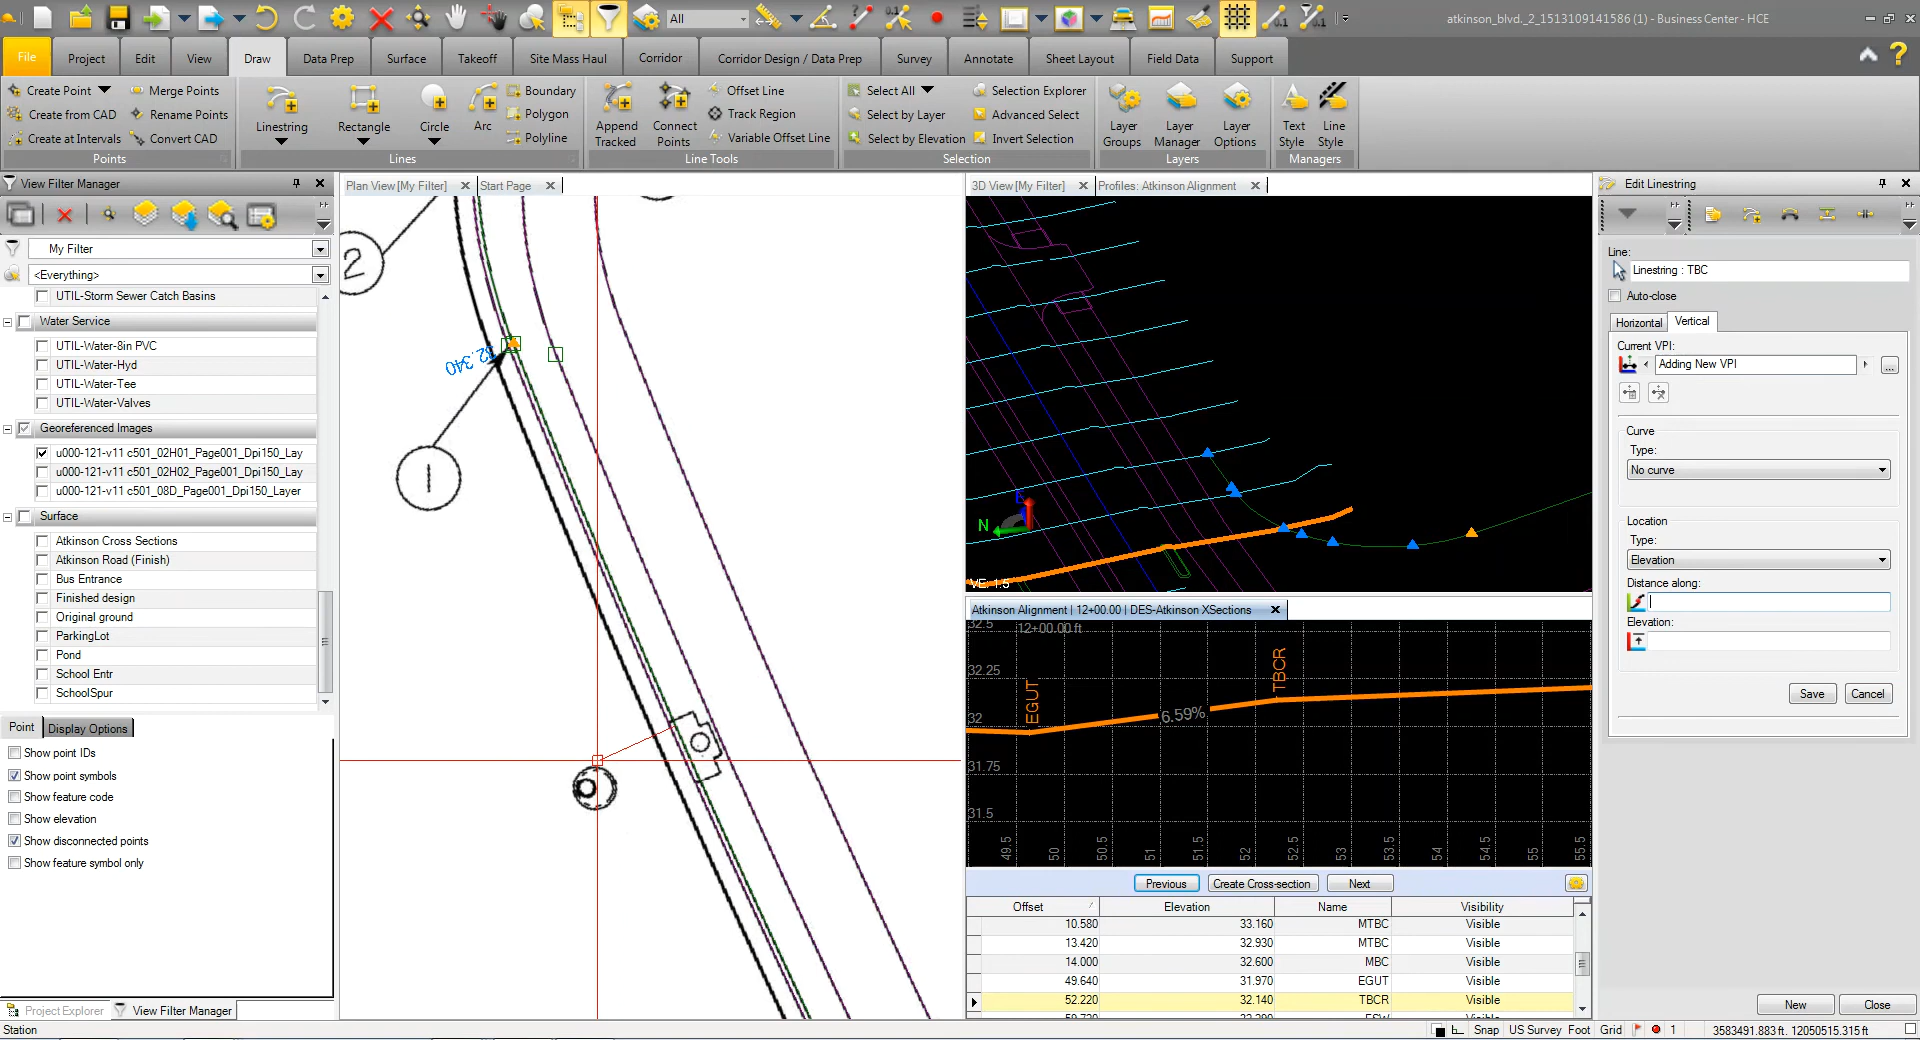 All
atkinson_blvd._2_1513109141586 (1) - Business Center - HCE
File
Project
Edit
View
Draw
Data Prep
Surface
Takeoff
Site Mass Haul
Corridor
Corridor Design / Data Prep
Survey
Annotate
Sheet Layout
Field Data
Support
Create Point
Merge Points
Create from CAD
Rename Points
Create at Intervals
Convert CAD
Points
Linestring
Rectangle
Circle
Arc
Boundary
Polygon
Polyline
Lines
Append Tracked
Connect Points
Offset Line
Track Region
Variable Offset Line
Line Tools
Select All
Selection Explorer
Select by Layer
Advanced Select
Select by Elevation
Invert Selection
Selection
Layer Groups
Layer Manager
Layer Options
Layers
Text Style
Line Style
Managers
View Filter Manager
My Filter
<Everything>
UTIL-Storm Sewer Catch Basins
Water Service
UTIL-Water-8in PVC
UTIL-Water-Hyd
UTIL-Water-Tee
UTIL-Water-Valves
Georeferenced Images
u000-121-v11 c501_02H01_Page001_Dpi150_Lay
u000-121-v11 c501_02H02_Page001_Dpi150_Lay
u000-121-v11 c501_08D_Page001_Dpi150_Layer
Surface
Atkinson Cross Sections
Atkinson Road (Finish)
Bus Entrance
Finished design
Original ground
ParkingLot
Pond
School Entr
SchoolSpur
Point
Display Options
Show point IDs
Show point symbols
Show feature code
Show elevation
Show disconnected points
Show feature symbol only
Project Explorer
View Filter Manager
Station
Plan View[My Filter]
Start Page
2
32.340
1
3D View[My Filter]
Profiles: Atkinson Alignment
N
E
VE: 1.5
Atkinson Alignment | 12+00.00 | DES-Atkinson XSections
12+00.00 ft
32.5
32.25
32
31.75
31.5
EGUT
6.59%
TBCR
49.5
50
50.5
51
51.5
52
52.5
53
53.5
54
54.5
55
55.5
Previous
Create Cross-section
Next
Offset Elevation Name Visibility
10.580 33.160 MTBC Visible
13.420 32.930 MTBC Visible
14.000 32.600 MBC Visible
49.640 31.970 EGUT Visible
52.220 32.140 TBCR Visible
Edit Linestring
Line:
Linestring : TBC
Auto-close
Horizontal
Vertical
Current VPI:
Adding New VPI
...
Curve
Type:
No curve
Location
Type:
Elevation
Distance along:
Elevation:
Save
Cancel
New
Close
Snap
US Survey Foot
Grid
1
3583491.883 ft. 12050515.315 ft